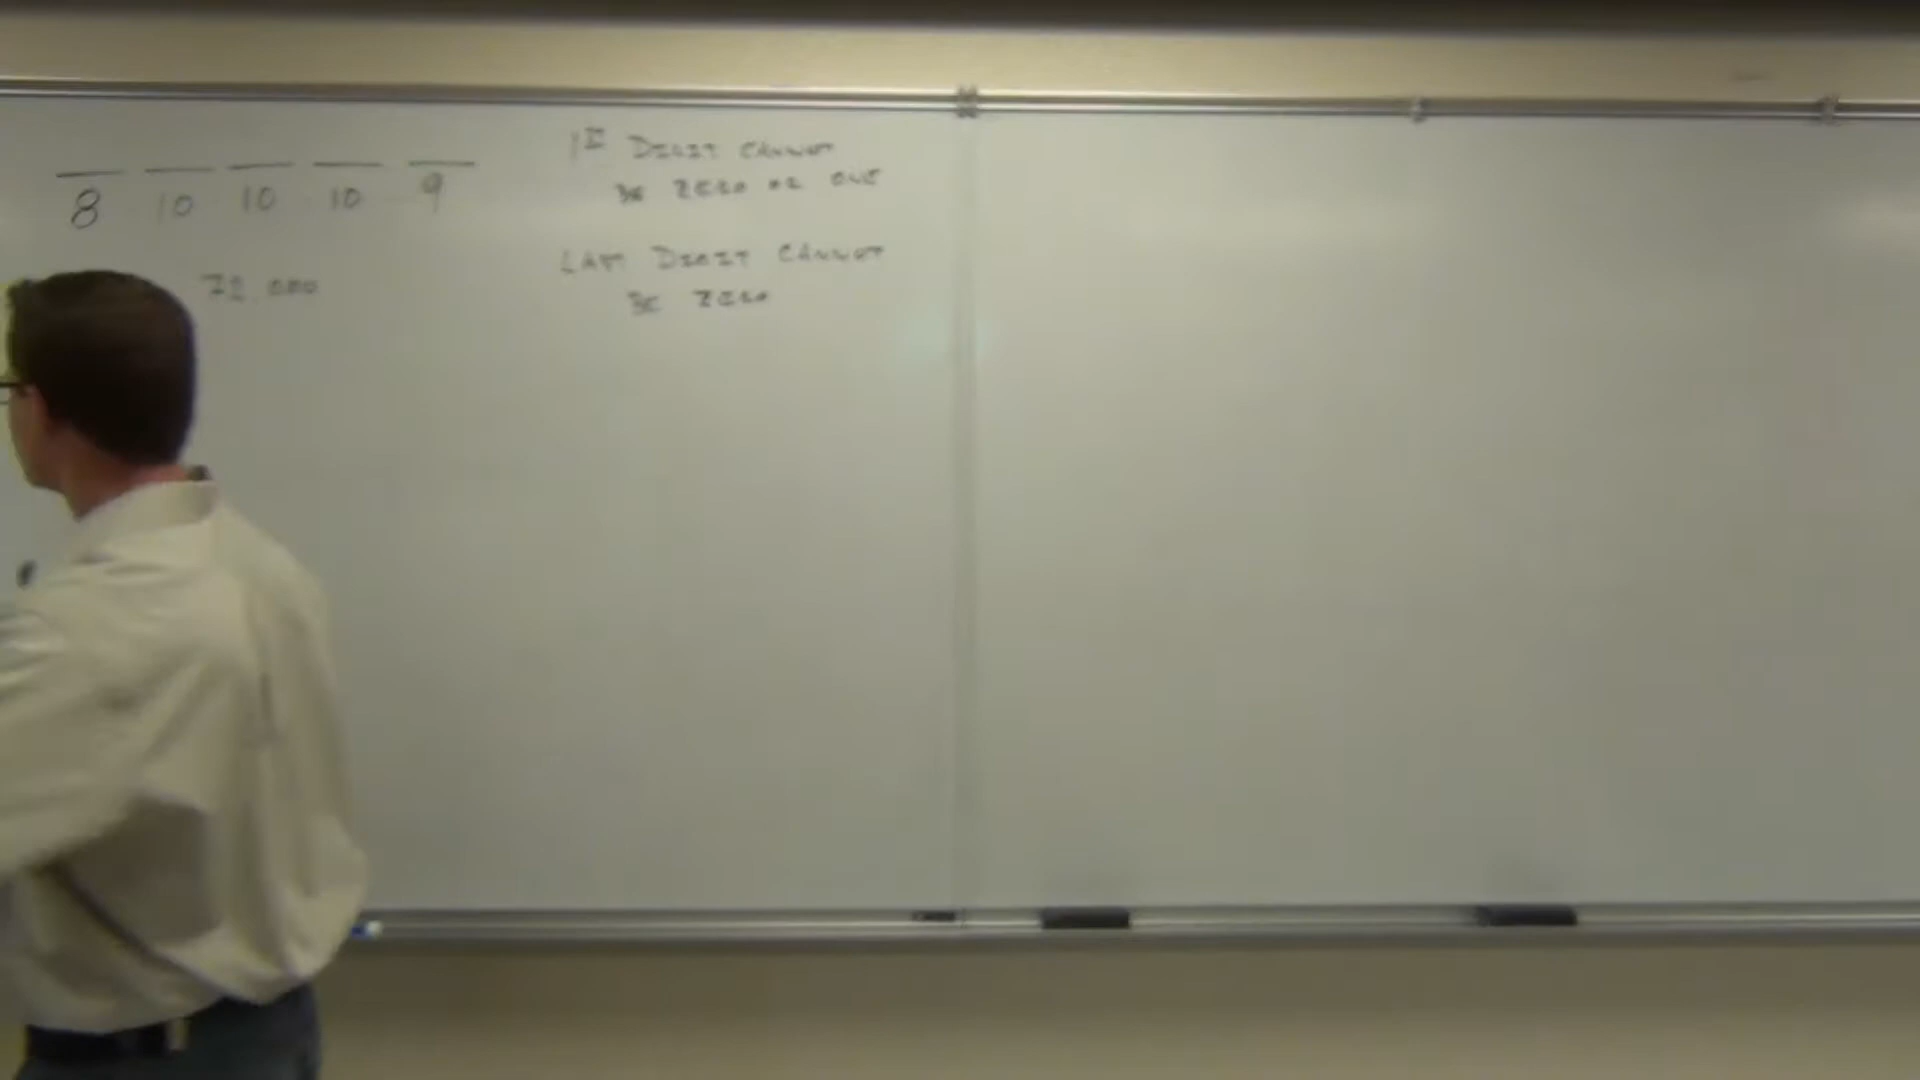 1ST DIGIT CANNOT
BE ZERO OR ONE
8 10 10 10 9
LAST DIGIT CANNOT
BE ZERO
72,000